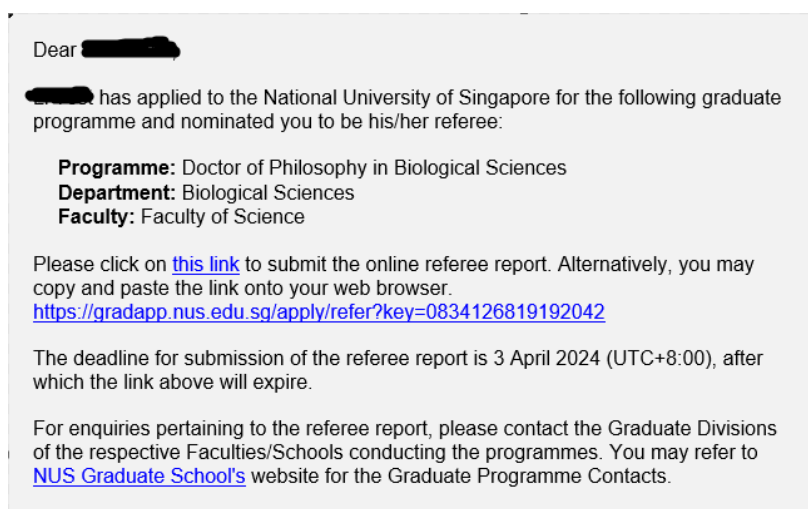 Dear
has applied to the National University of Singapore for the following graduate
programme and nominated you to be his/her referee:
Programme: Doctor of Philosophy in Biological Sciences
Department: Biological Sciences
Faculty: Faculty of Science
Please click on this link to submit the online referee report. Alternatively, you may
copy and paste the link onto your web browser.
https://gradapp.nus.edu.sg/apply/refer?key=0834126819192042
The deadline for submission of the referee report is 3 April 2024 (UTC+8:00), after
which the link above will expire.
For enquiries pertaining to the referee report, please contact the Graduate Divisions
of the respective Faculties/Schools conducting the programmes. You may refer to
NUS Graduate School's website for the Graduate Programme Contacts.